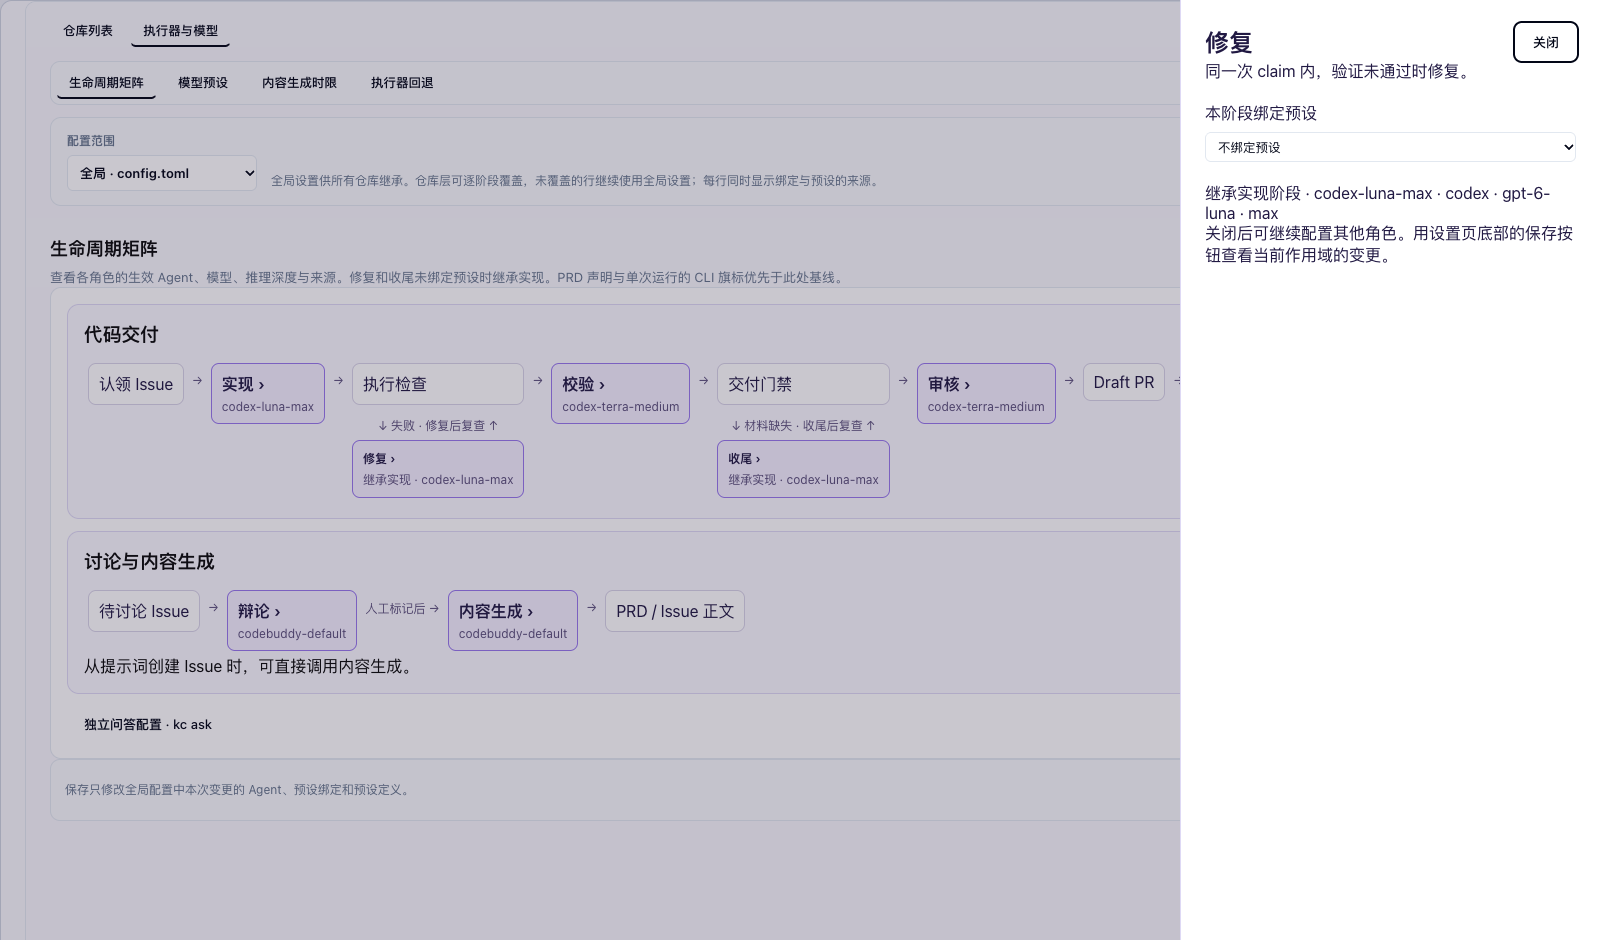 仓库列表
执行器与模型
生命周期矩阵
模型预设
内容生成时限
执行器回退
配置范围
全局 · config.toml
全局设置供所有仓库继承。仓库层可逐阶段覆盖，未覆盖的行继续使用全局设置；每行同时显示绑定与预设的来源。
生命周期矩阵
查看各角色的生效 Agent、模型、推理深度与来源。修复和收尾未绑定预设时继承实现。PRD 声明与单次运行的 CLI 旗标优先于此处基线。
代码交付
认领 Issue
→
实现 ›
codex-luna-max
→
执行检查
→
校验 ›
codex-terra-medium
→
交付门禁
→
审核 ›
codex-terra-medium
→
Draft PR
→
↓ 失败 · 修复后复查 ↑
修复 ›
继承实现 · codex-luna-max
↓ 材料缺失 · 收尾后复查 ↑
收尾 ›
继承实现 · codex-luna-max
讨论与内容生成
待讨论 Issue
→
辩论 ›
codebuddy-default
人工标记后 →
内容生成 ›
codebuddy-default
→
PRD / Issue 正文
从提示词创建 Issue 时，可直接调用内容生成。
独立问答配置 · kc ask
保存只修改全局配置中本次变更的 Agent、预设绑定和预设定义。
修复
关闭
同一次 claim 内，验证未通过时修复。
本阶段绑定预设
不绑定预设
继承实现阶段 · codex-luna-max · codex · gpt-6-
luna · max
关闭后可继续配置其他角色。用设置页底部的保存按
钮查看当前作用域的变更。